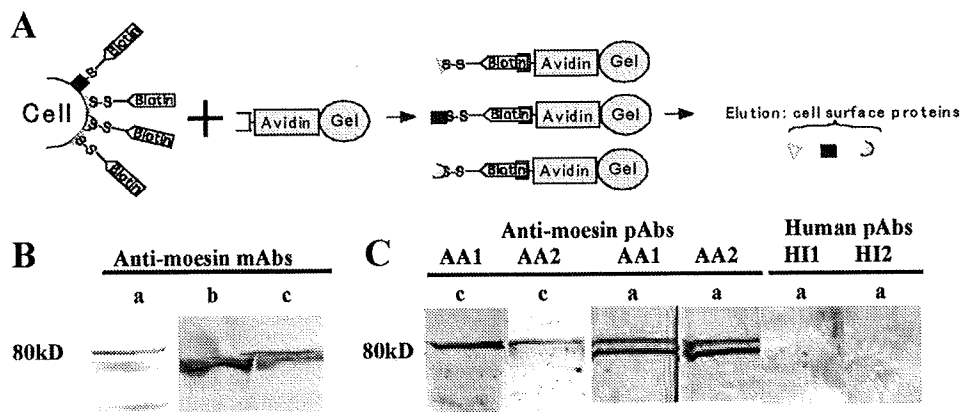 A
Biotin
S
Biotin
S-S
Cell
S-S
Biotin
S
S
Biotin
+
Avidin Gel
S-S Biotin Avidin Gel
S-S Biotin Avidin Gel
S-S Biotin Avidin Gel
Elution: cell surface proteins
B
Anti-moesin mAbs
a b c
80kD
C
Anti-moesin pAbs Human pAbs
AA1 AA2 AA1 AA2 HI1 HI2
c c a a a a
80kD